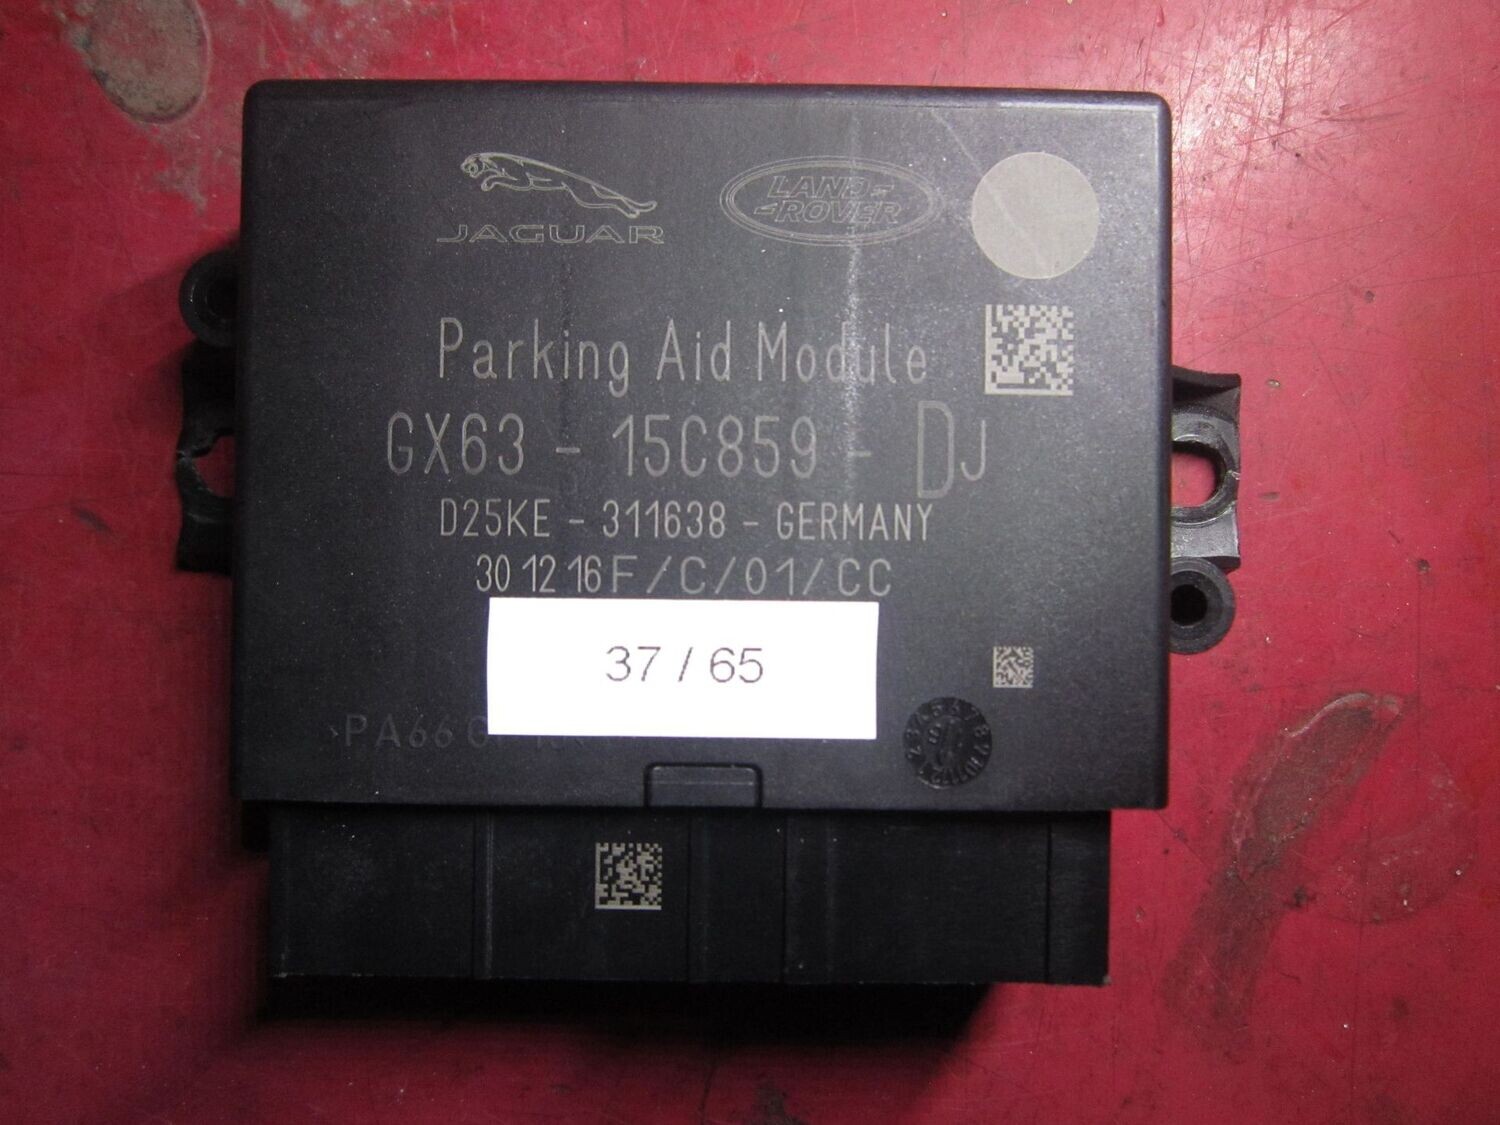 JAGUAR
LAND-
-ROVER
Parking Aid Module
GX63 - 15C859 - DJ
D25KE - 311638 - GERMANY
30 12 16 F/C/01/CC
37 / 65
>PA66